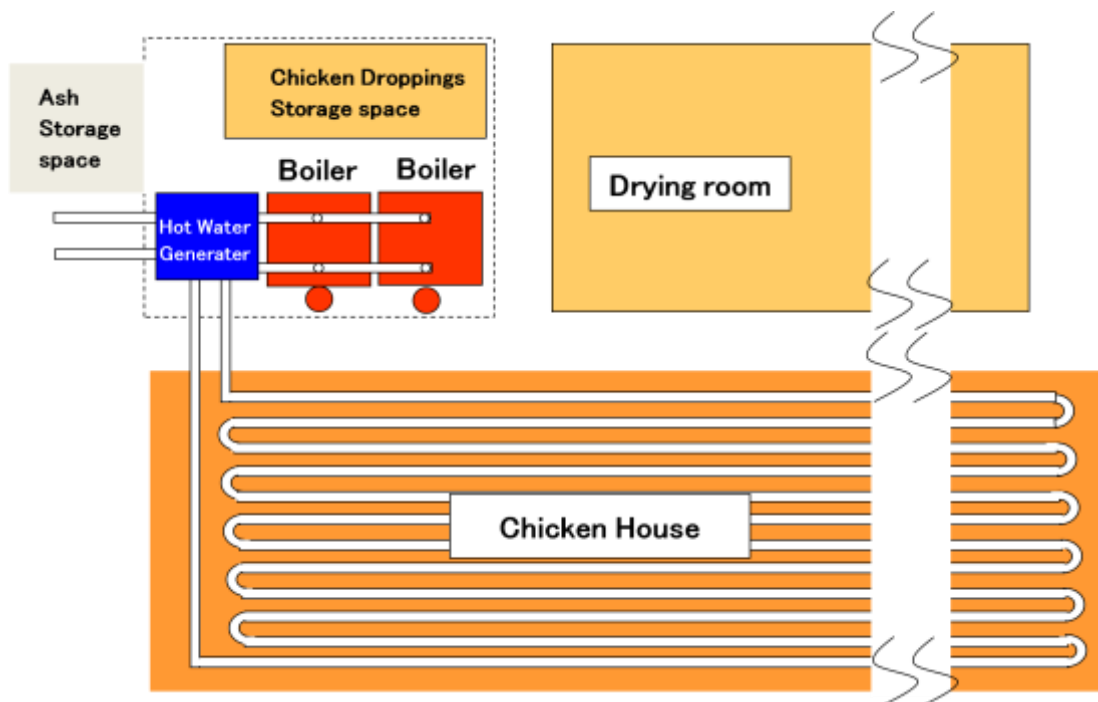 Ash
Storage
space
Chicken Droppings
Storage space
Boiler
Boiler
Hot Water
Generater
Drying room
Chicken House